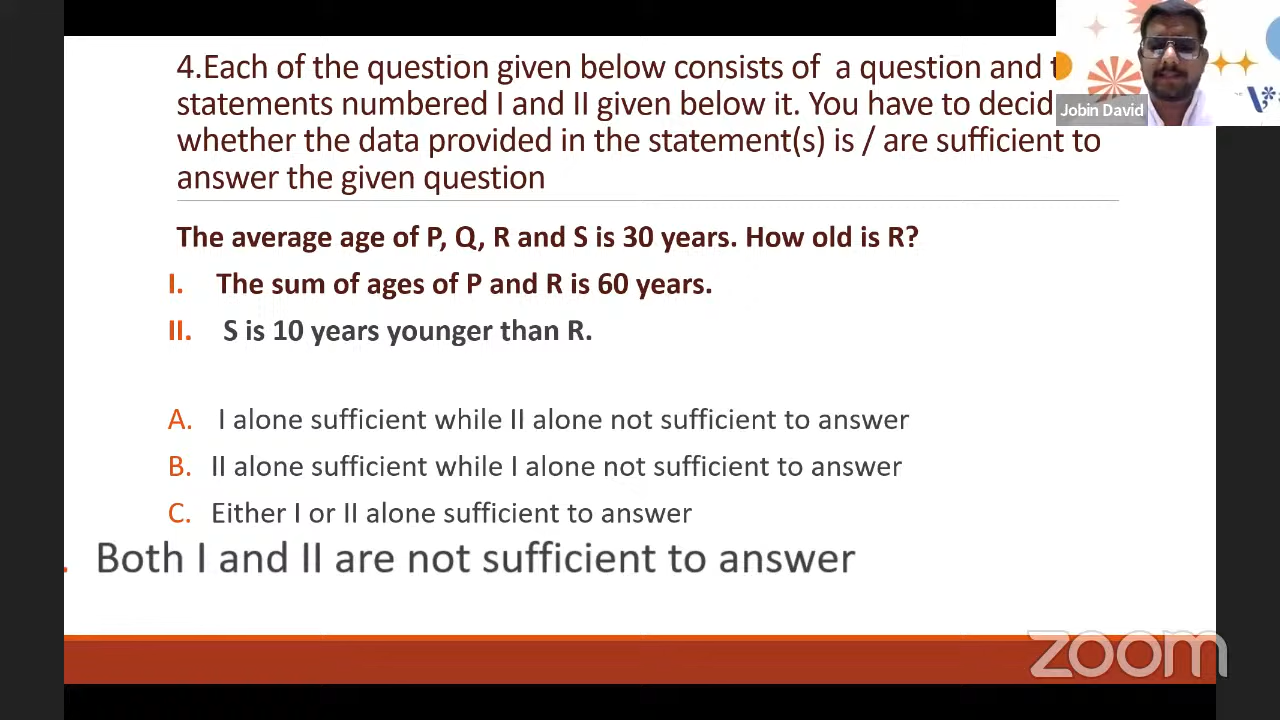 4.Each of the question given below consists of a question and
statements numbered I and II given below it. You have to decid
whether the data provided in the statement(s) is / are sufficient to
answer the given question
Jobin David
The average age of P, Q, R and S is 30 years. How old is R?
I. The sum of ages of P and R is 60 years.
II. S is 10 years younger than R.
A. I alone sufficient while II alone not sufficient to answer
B. II alone sufficient while I alone not sufficient to answer
C. Either I or II alone sufficient to answer
. Both I and II are not sufficient to answer
zoom